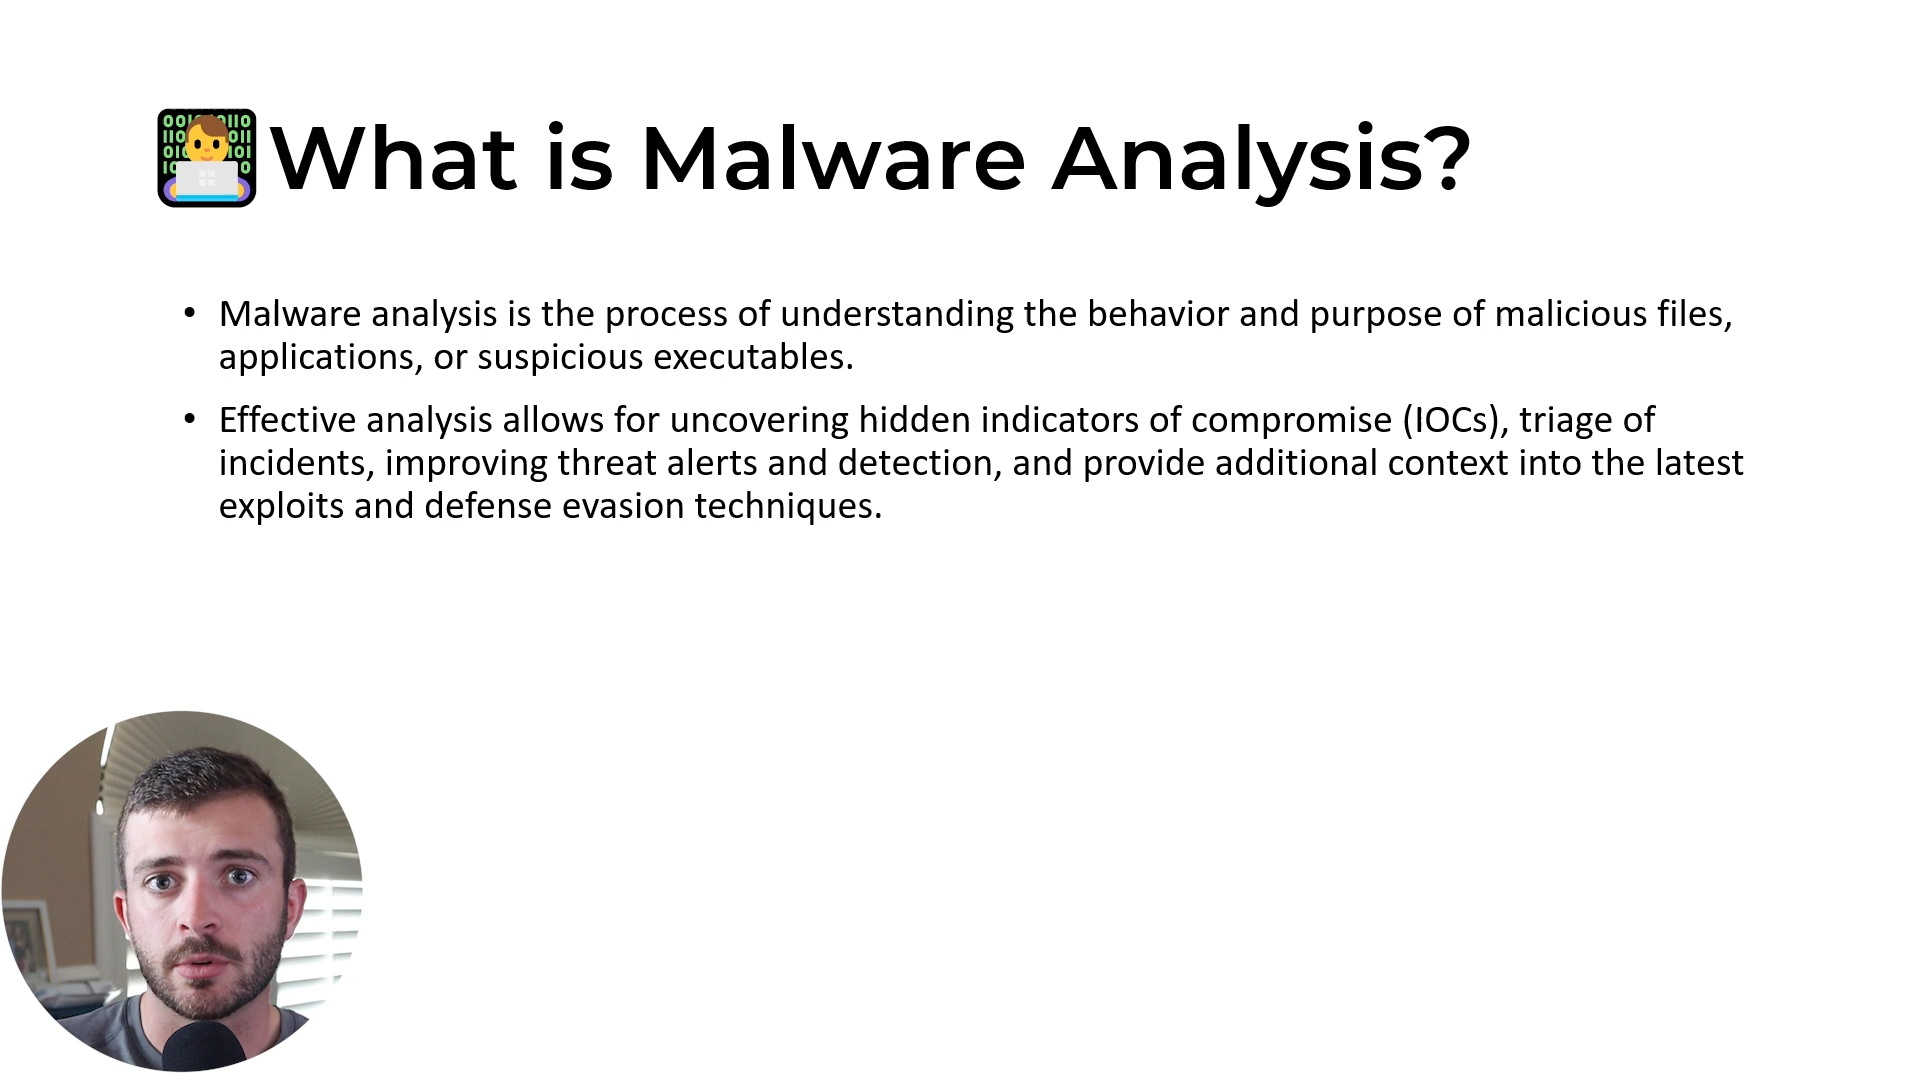 What is Malware Analysis?
• Malware analysis is the process of understanding the behavior and purpose of malicious files,
applications, or suspicious executables.
• Effective analysis allows for uncovering hidden indicators of compromise (IOCs), triage of
incidents, improving threat alerts and detection, and provide additional context into the latest
exploits and defense evasion techniques.